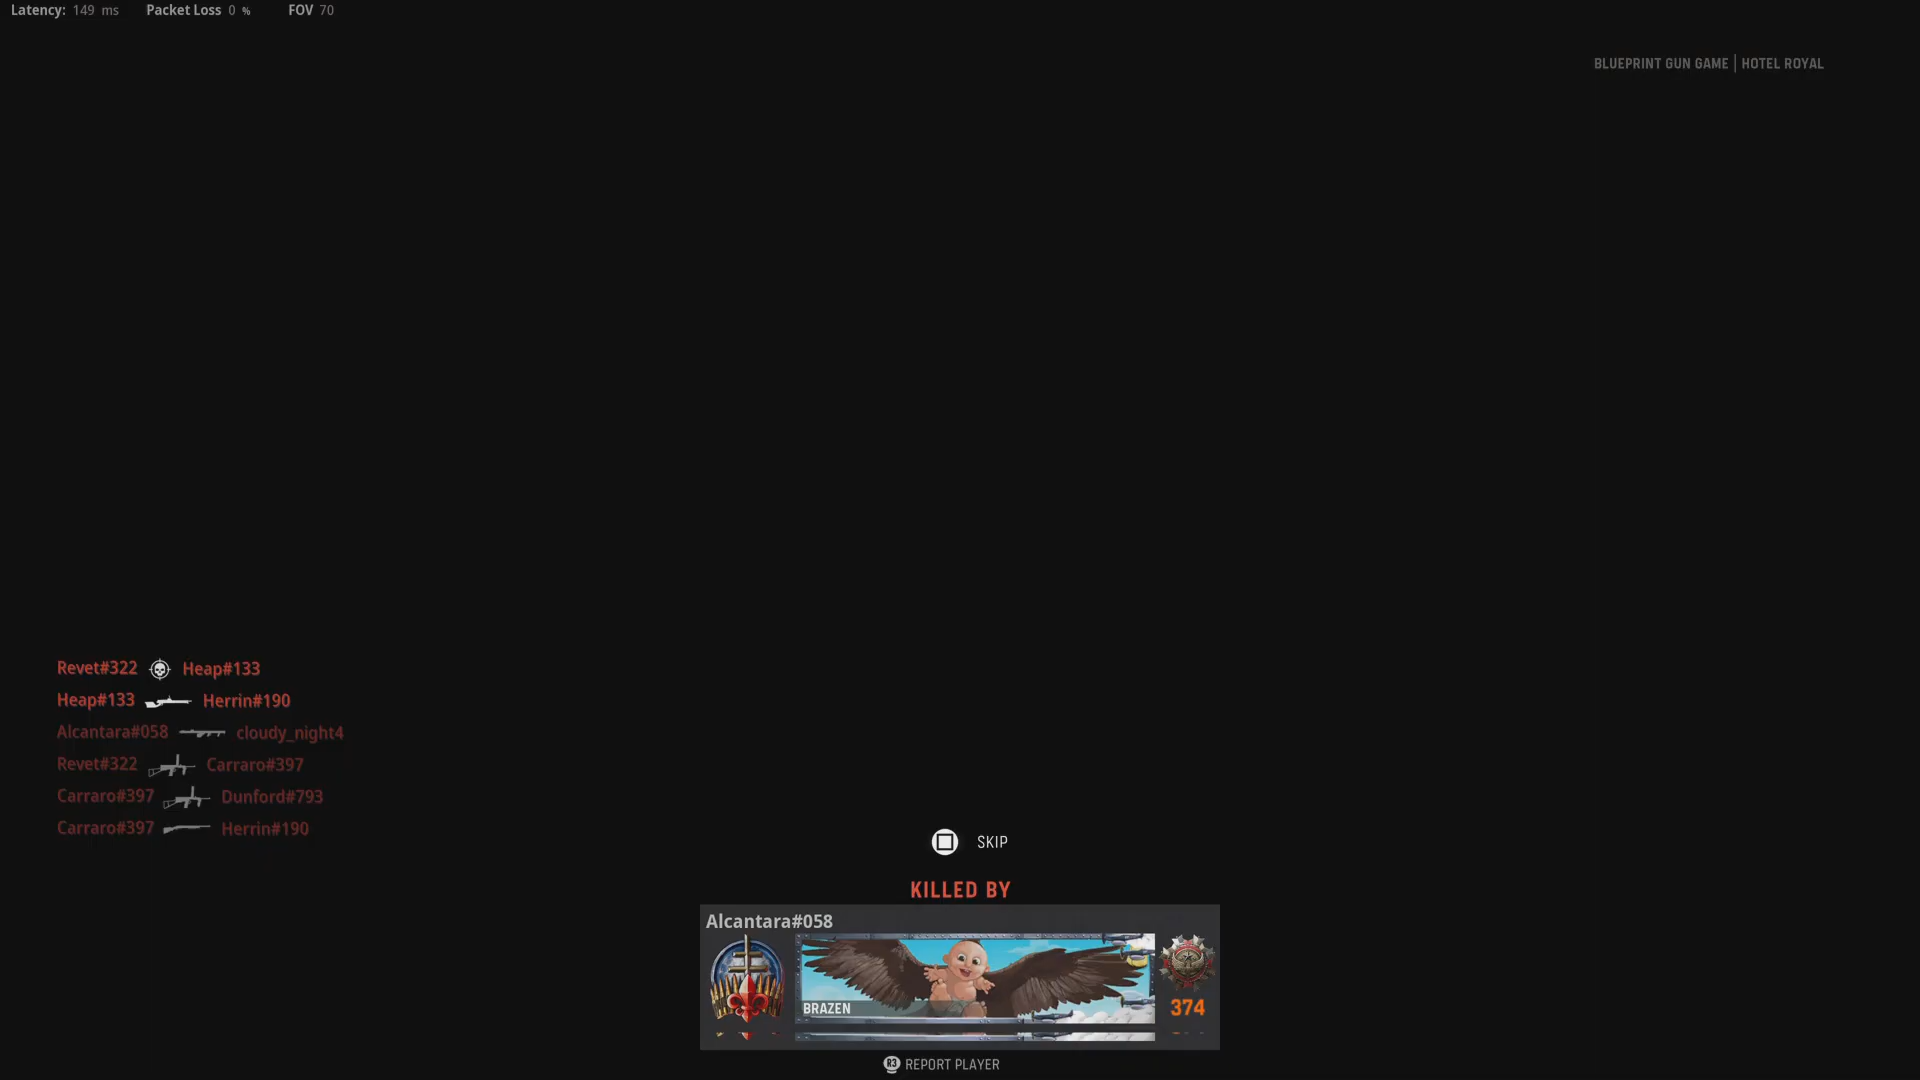 Latency: 149 ms Packet Loss 0 % FOV 70
BLUEPRINT GUN GAME | HOTEL ROYAL
Revet#322 Heap#133
Heap#133 Herrin#190
Alcantara#058 cloudy_night4
Revet#322 Carraro#397
Carraro#397 Dunford#793
Carraro#397 Herrin#190
SKIP
KILLED BY
Alcantara#058
BRAZEN
374
R3 REPORT PLAYER